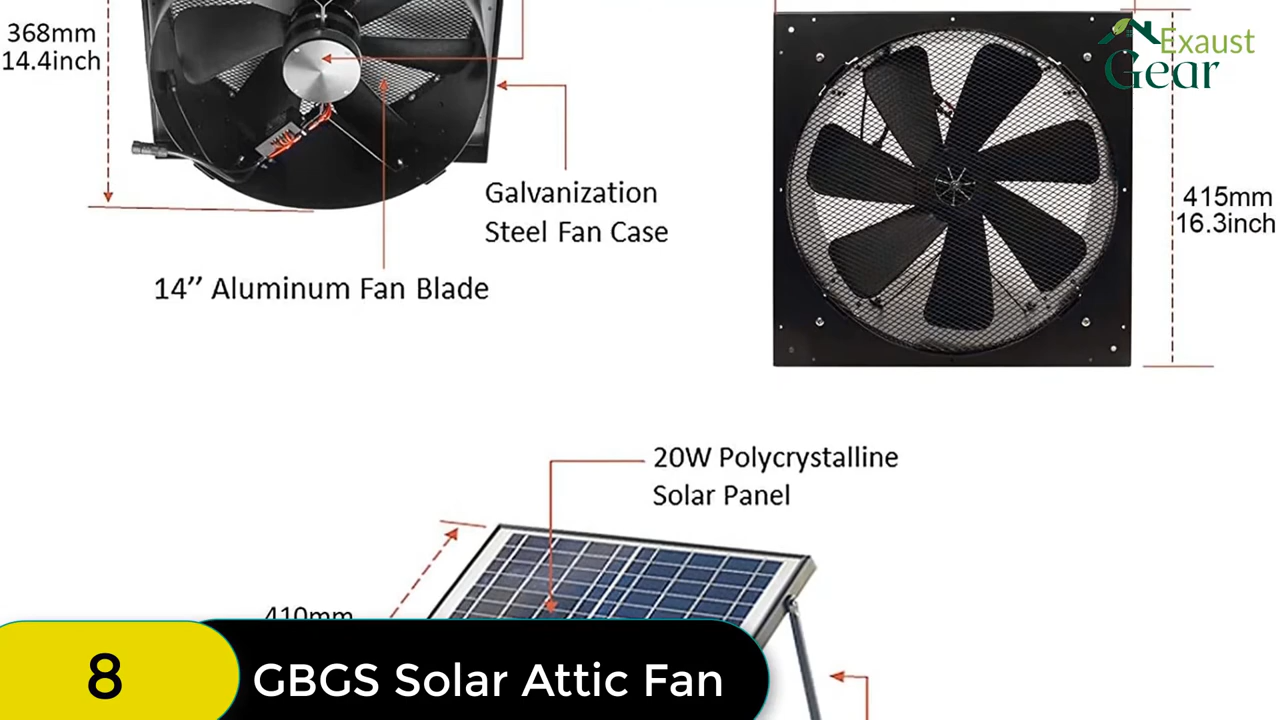 368mm
14.4inch
Exaust
Gear
Galvanization
Steel Fan Case
415mm
16.3inch
14’’ Aluminum Fan Blade
20W Polycrystalline
Solar Panel
410mm
8
GBGS Solar Attic Fan